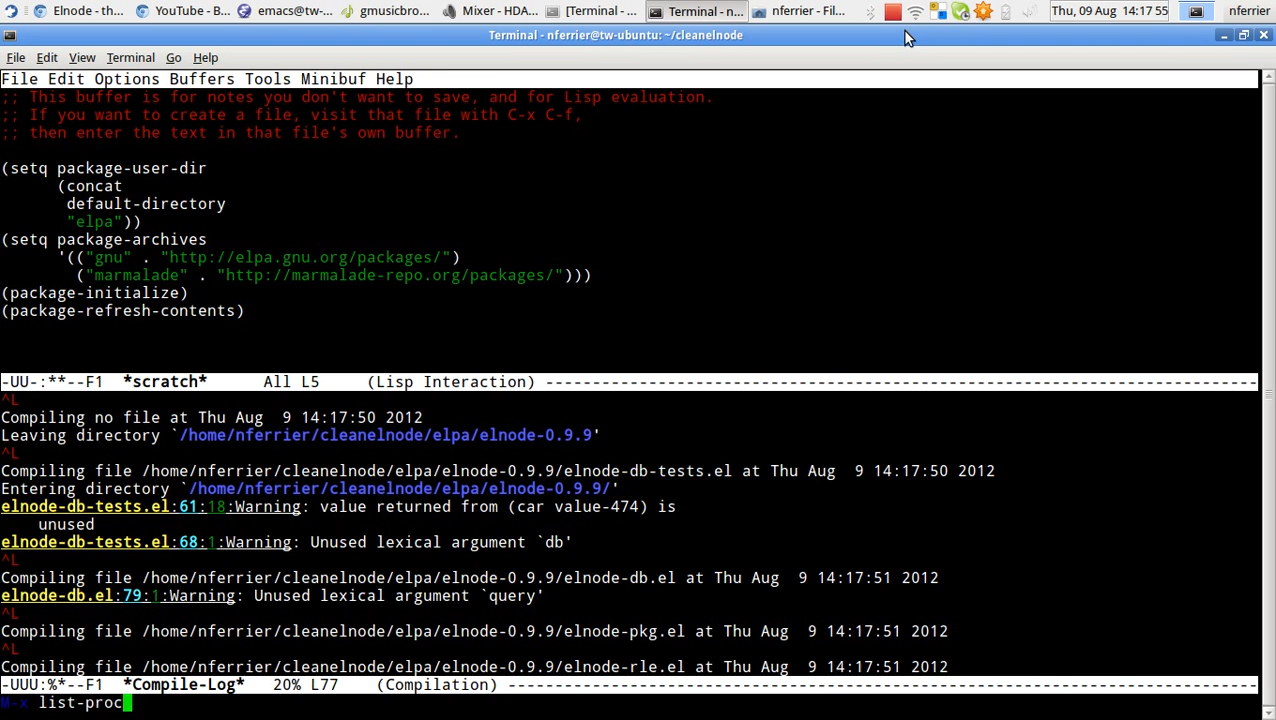 Elnode - th...
YouTube - B...
emacs@tw-...
gmusicbro...
Mixer - HDA...
[Terminal - ...
Terminal - n...
nferrier - Fil...
Thu, 09 Aug 14:17 55
nferrier
Terminal - nferrier@tw-ubuntu: ~/cleanelnode
File Edit View Terminal Go Help
File Edit Options Buffers Tools Minibuf Help
;; This buffer is for notes you don't want to save, and for Lisp evaluation.
;; If you want to create a file, visit that file with C-x C-f,
;; then enter the text in that file's own buffer.
(setq package-user-dir
(concat
default-directory
"elpa"))
(setq package-archives
'(("gnu" . "http://elpa.gnu.org/packages/")
("marmalade" . "http://marmalade-repo.org/packages/")))
(package-initialize)
(package-refresh-contents)
-UU-:**--F1 *scratch* All L5 (Lisp Interaction) ----------------------------------------------------------------------------
^L
Compiling no file at Thu Aug  9 14:17:50 2012
Leaving directory `/home/nferrier/cleanelnode/elpa/elnode-0.9.9'
^L
Compiling file /home/nferrier/cleanelnode/elpa/elnode-0.9.9/elnode-db-tests.el at Thu Aug  9 14:17:50 2012
Entering directory `/home/nferrier/cleanelnode/elpa/elnode-0.9.9/'
elnode-db-tests.el:61:18:Warning: value returned from (car value-474) is
unused
elnode-db-tests.el:68:1:Warning: Unused lexical argument `db'
^L
Compiling file /home/nferrier/cleanelnode/elpa/elnode-0.9.9/elnode-db.el at Thu Aug  9 14:17:51 2012
elnode-db.el:79:1:Warning: Unused lexical argument `query'
^L
Compiling file /home/nferrier/cleanelnode/elpa/elnode-0.9.9/elnode-pkg.el at Thu Aug  9 14:17:51 2012
^L
Compiling file /home/nferrier/cleanelnode/elpa/elnode-0.9.9/elnode-rle.el at Thu Aug  9 14:17:51 2012
-UUU:%*--F1 *Compile-Log* 20% L77 (Compilation) --------------------------------------------------------------------------------
M-x list-proc